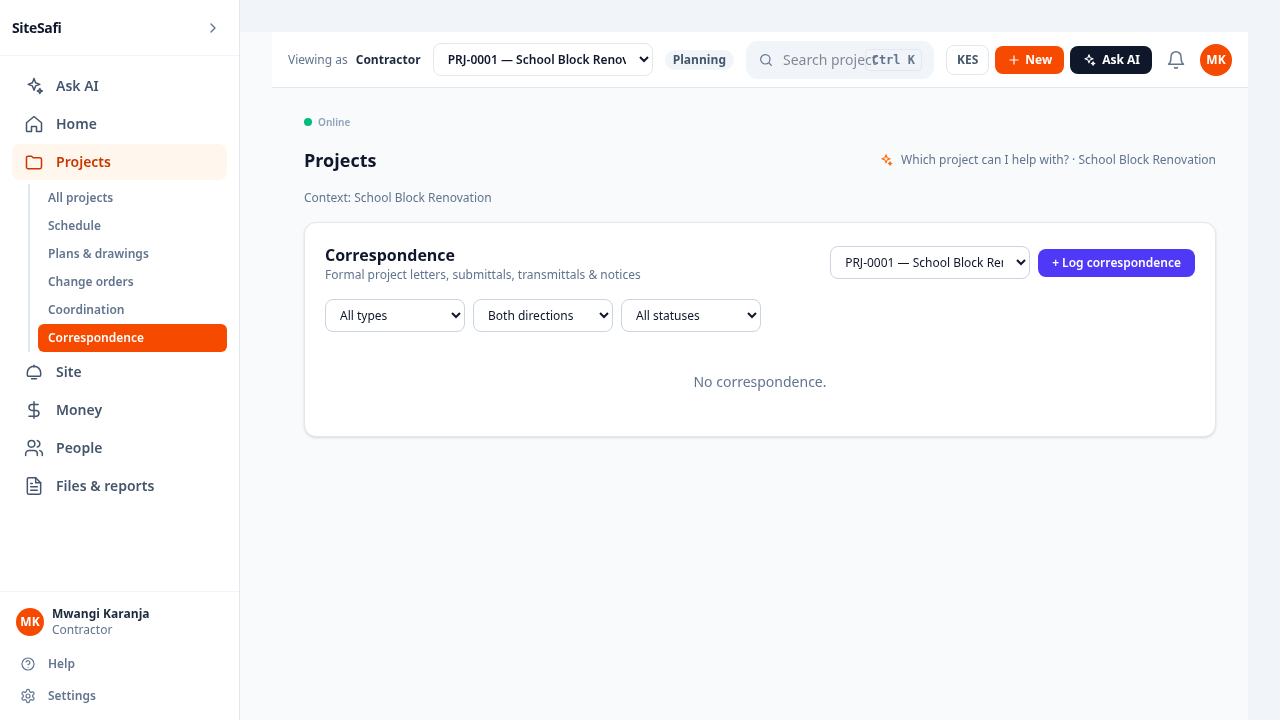 SiteSafi
Ask AI
Home
Projects
All projects
Schedule
Plans & drawings
Change orders
Coordination
Correspondence
Site
Money
People
Files & reports
MK
Mwangi Karanja
Contractor
Help
Settings
Viewing as Contractor
PRJ-0001 — School Block Renov
Planning
Search project
Ctrl K
KES
+ New
Ask AI
MK
Online
Projects
Which project can I help with? · School Block Renovation
Context: School Block Renovation
Correspondence
Formal project letters, submittals, transmittals & notices
PRJ-0001 — School Block Rei
+ Log correspondence
All types
Both directions
All statuses
No correspondence.